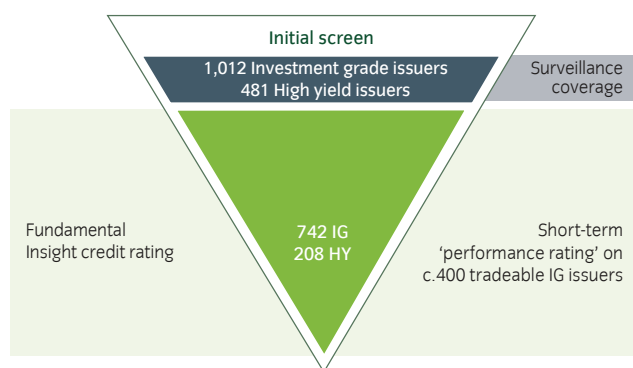 Initial screen
1,012 Investment grade issuers
481 High yield issuers
Surveillance
coverage
Fundamental
Insight credit rating
742 IG
208 HY
Short-term
‘performance rating’ on
c.400 tradeable IG issuers